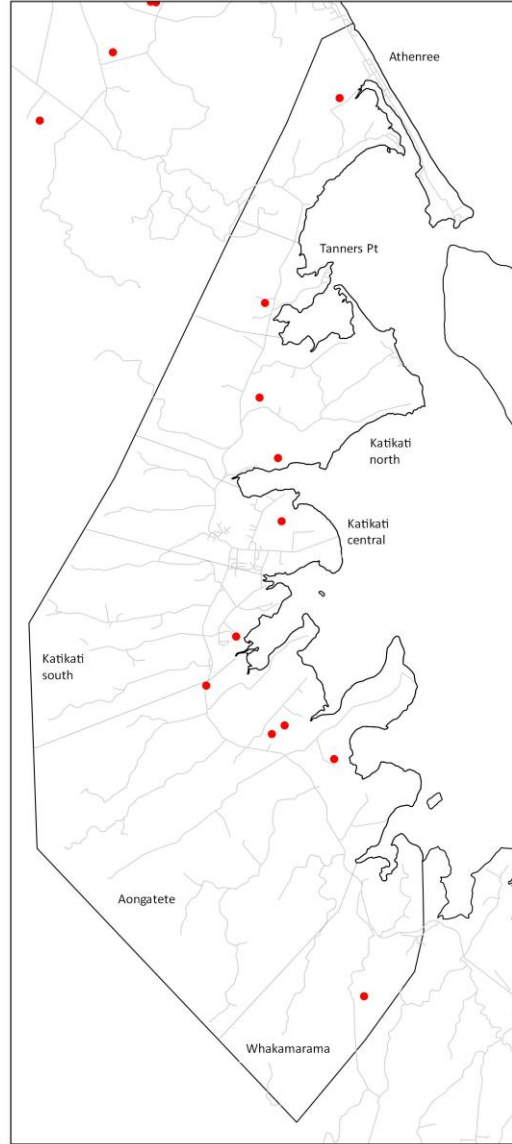 Athenree
Tanners Pt
Katikati
north
Katikati
central
Katikati
south
Aongatete
Whakamarama